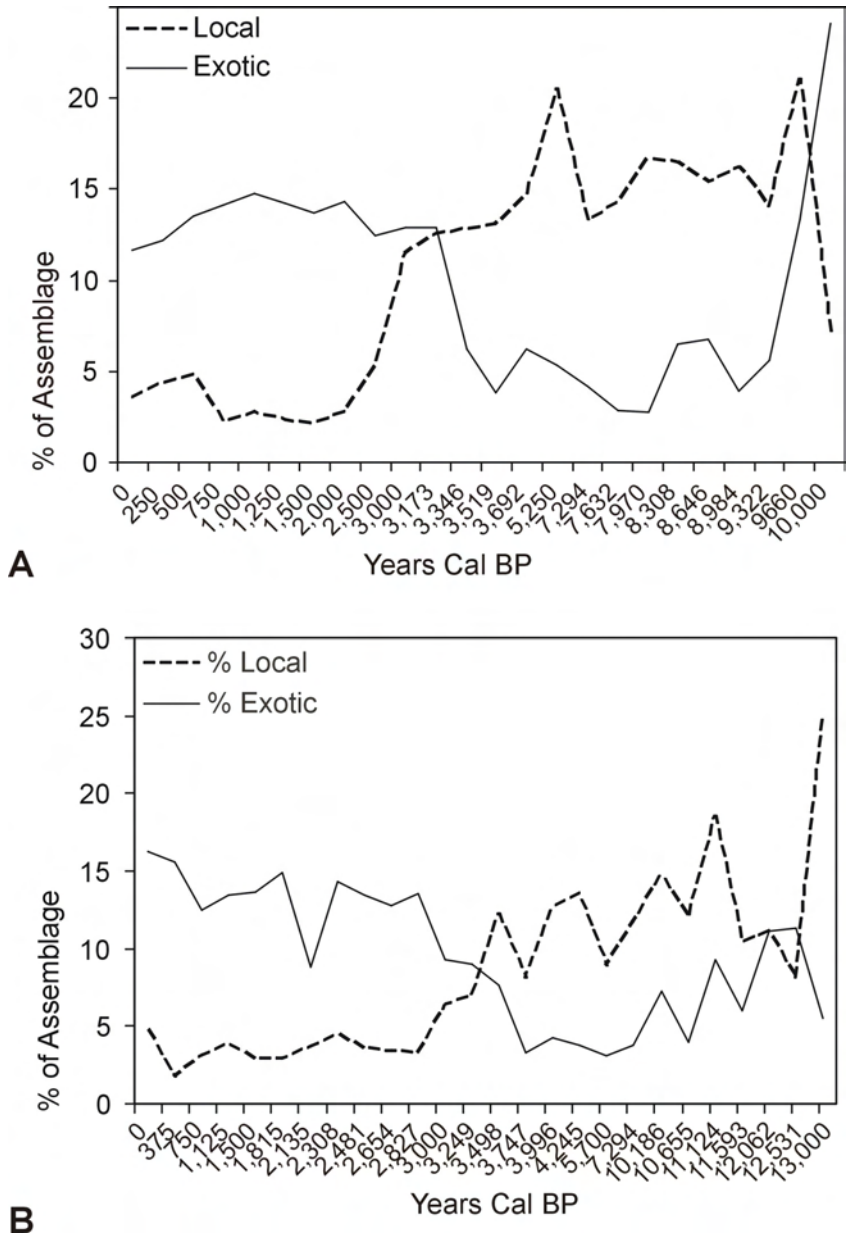 Local
Exotic
20
15
10
5
0
% of Assemblage
0 250 500 750 1,000 1,250 1,500 2,000 2,500 3,000 3,173 3,346 3,519 3,692 5,250 7,294 7,632 7,970 8,308 8,646 8,984 9,322 9660 10,000
Years Cal BP
A
30
25
20
15
10
5
0
% Local
% Exotic
% of Assemblage
0 375 750 1,125 1,500 1,815 2,135 2,308 2,481 2,654 2,827 3,000 3,249 3,498 3,747 3,996 4,245 5,700 7,294 10,186 10,655 11,124 11,593 12,062 12,531 13,000
Years Cal BP
B